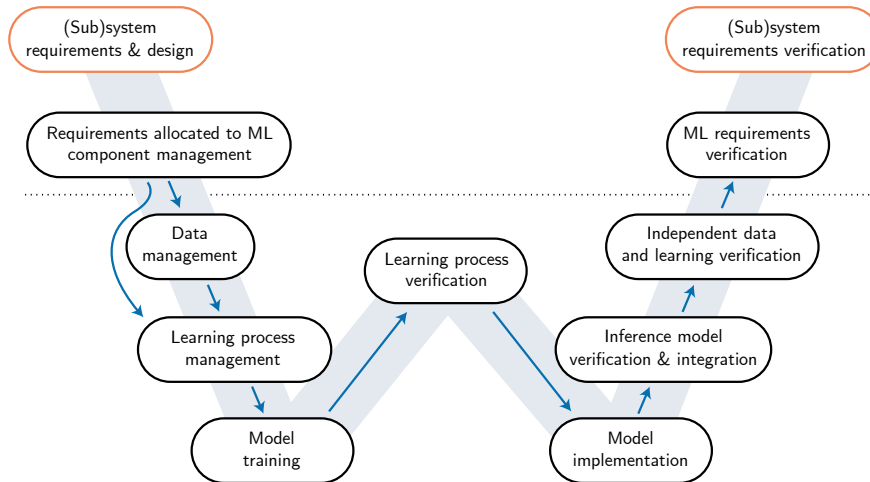 (Sub)system
requirements & design
(Sub)system
requirements verification
Requirements allocated to ML
component management
ML requirements
verification
Data
management
Learning process
verification
Independent data
and learning verification
Learning process
management
Inference model
verification & integration
Model
training
Model
implementation